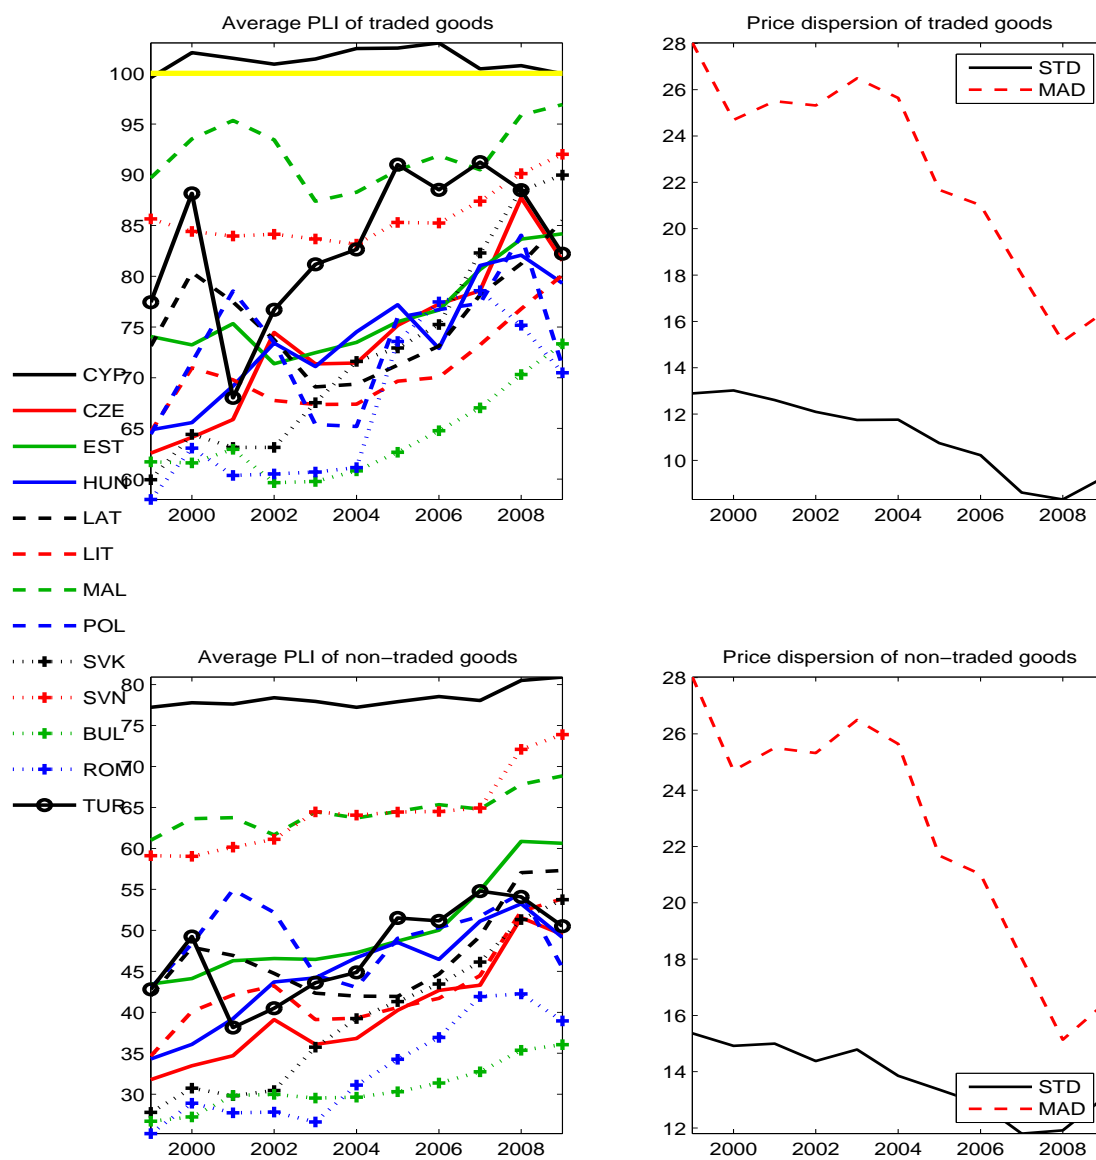 Average PLI of traded goods
100
95
90
85
80
75
70
65
60
2000 2002 2004 2006 2008
Price dispersion of traded goods
28
26
24
22
20
18
16
14
12
10
2000 2002 2004 2006 2008
STD
MAD
CYP
CZE
EST
HUN
LAT
LIT
MAL
POL
SVK
SVN
BUL
ROM
TUR
Average PLI of non-traded goods
80
75
70
65
60
55
50
45
40
35
30
2000 2002 2004 2006 2008
Price dispersion of non-traded goods
28
26
24
22
20
18
16
14
12
2000 2002 2004 2006 2008
STD
MAD